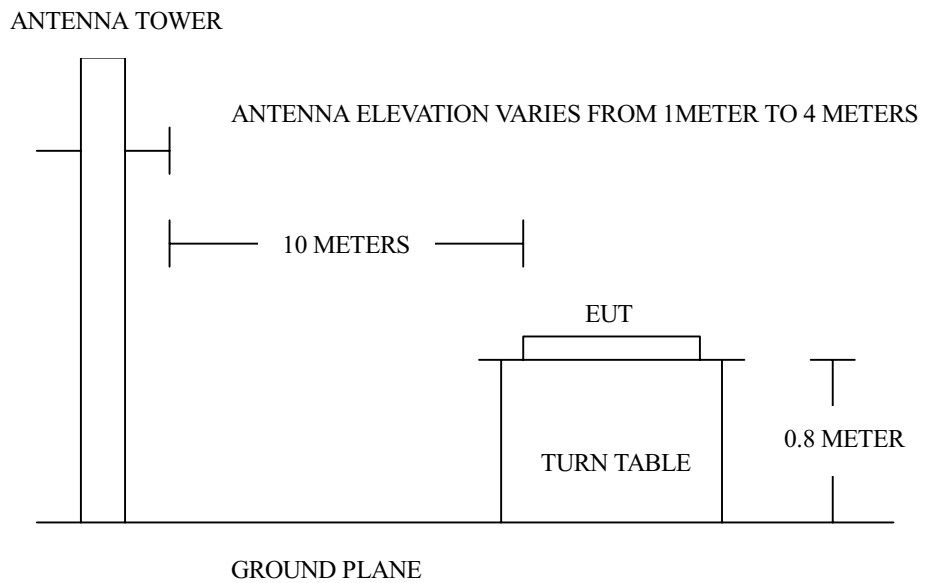 ANTENNA TOWER
ANTENNA ELEVATION VARIES FROM 1METER TO 4 METERS
10 METERS
EUT
0.8 METER
TURN TABLE
GROUND PLANE